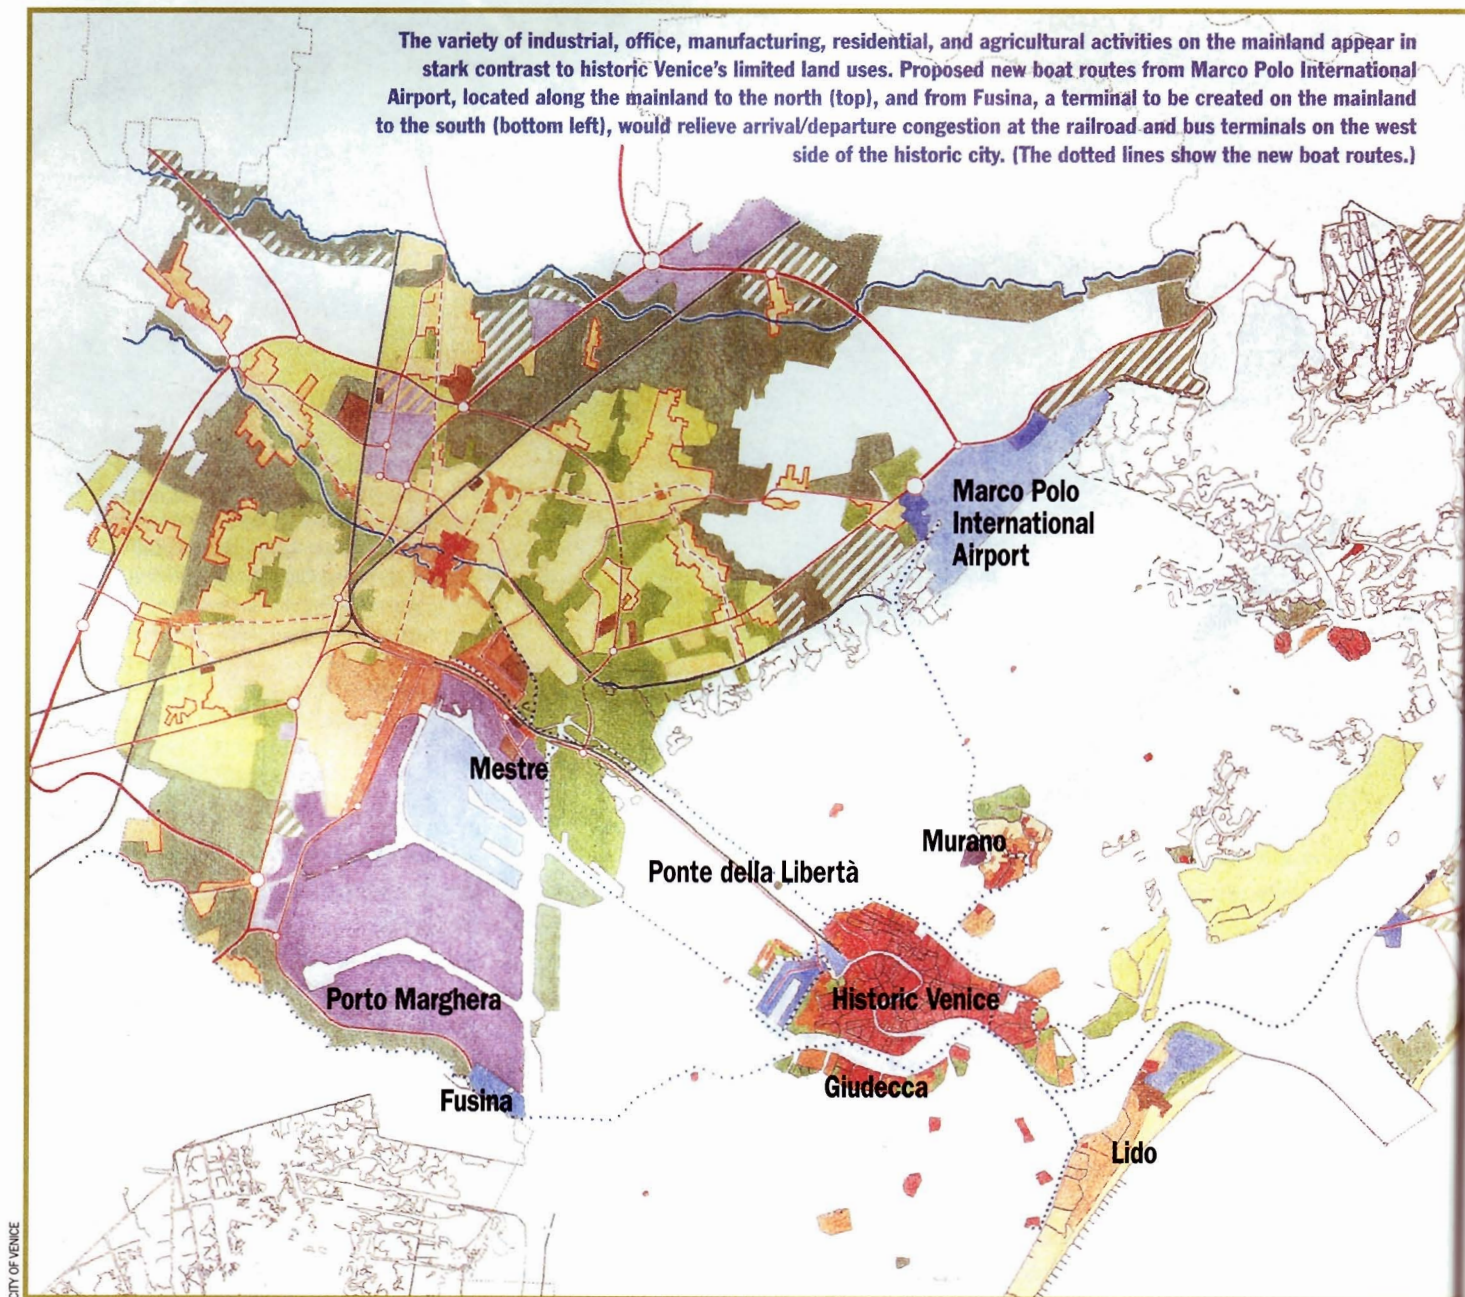 The variety of industrial, office, manufacturing, residential, and agricultural activities on the mainland appear in
stark contrast to historic Venice's limited land uses. Proposed new boat routes from Marco Polo International
Airport, located along the mainland to the north (top), and from Fusina, a terminal to be created on the mainland
to the south (bottom left), would relieve arrival/departure congestion at the railroad and bus terminals on the west
side of the historic city. (The dotted lines show the new boat routes.)
Marco Polo
International
Airport
Mestre
Murano
Ponte della Libertà
Porto Marghera
Historic Venice
Giudecca
Fusina
Lido
CITY OF VENICE